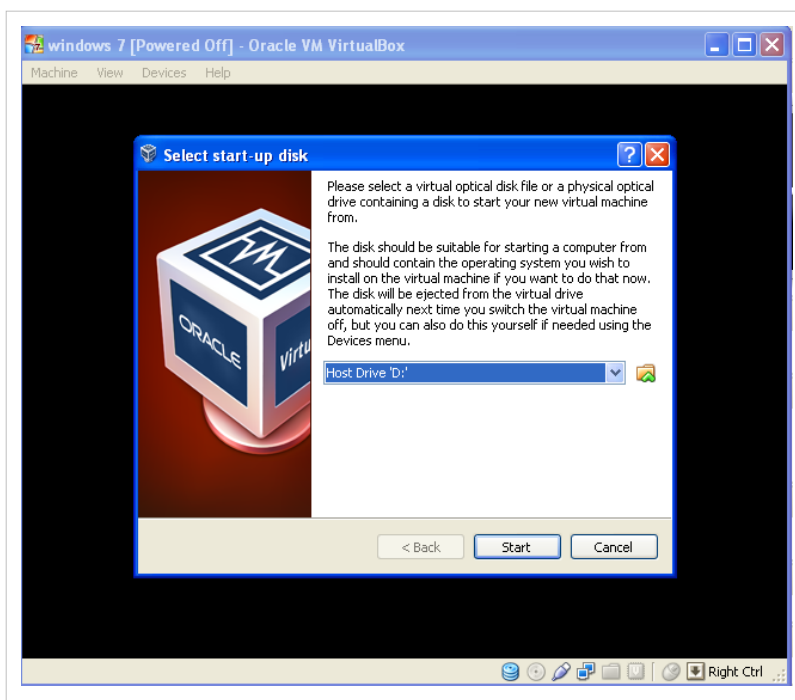 windows 7 [Powered Off] - Oracle VM VirtualBox
Machine View Devices Help
Select start-up disk
Please select a virtual optical disk file or a physical optical
drive containing a disk to start your new virtual machine
from.
The disk should be suitable for starting a computer from
and should contain the operating system you wish to
install on the virtual machine if you want to do that now.
The disk will be ejected from the virtual drive
automatically next time you switch the virtual machine
off, but you can also do this yourself if needed using the
Devices menu.
ORACLE
Virtu
Host Drive 'D:'
< Back
Start
Cancel
Right Ctrl